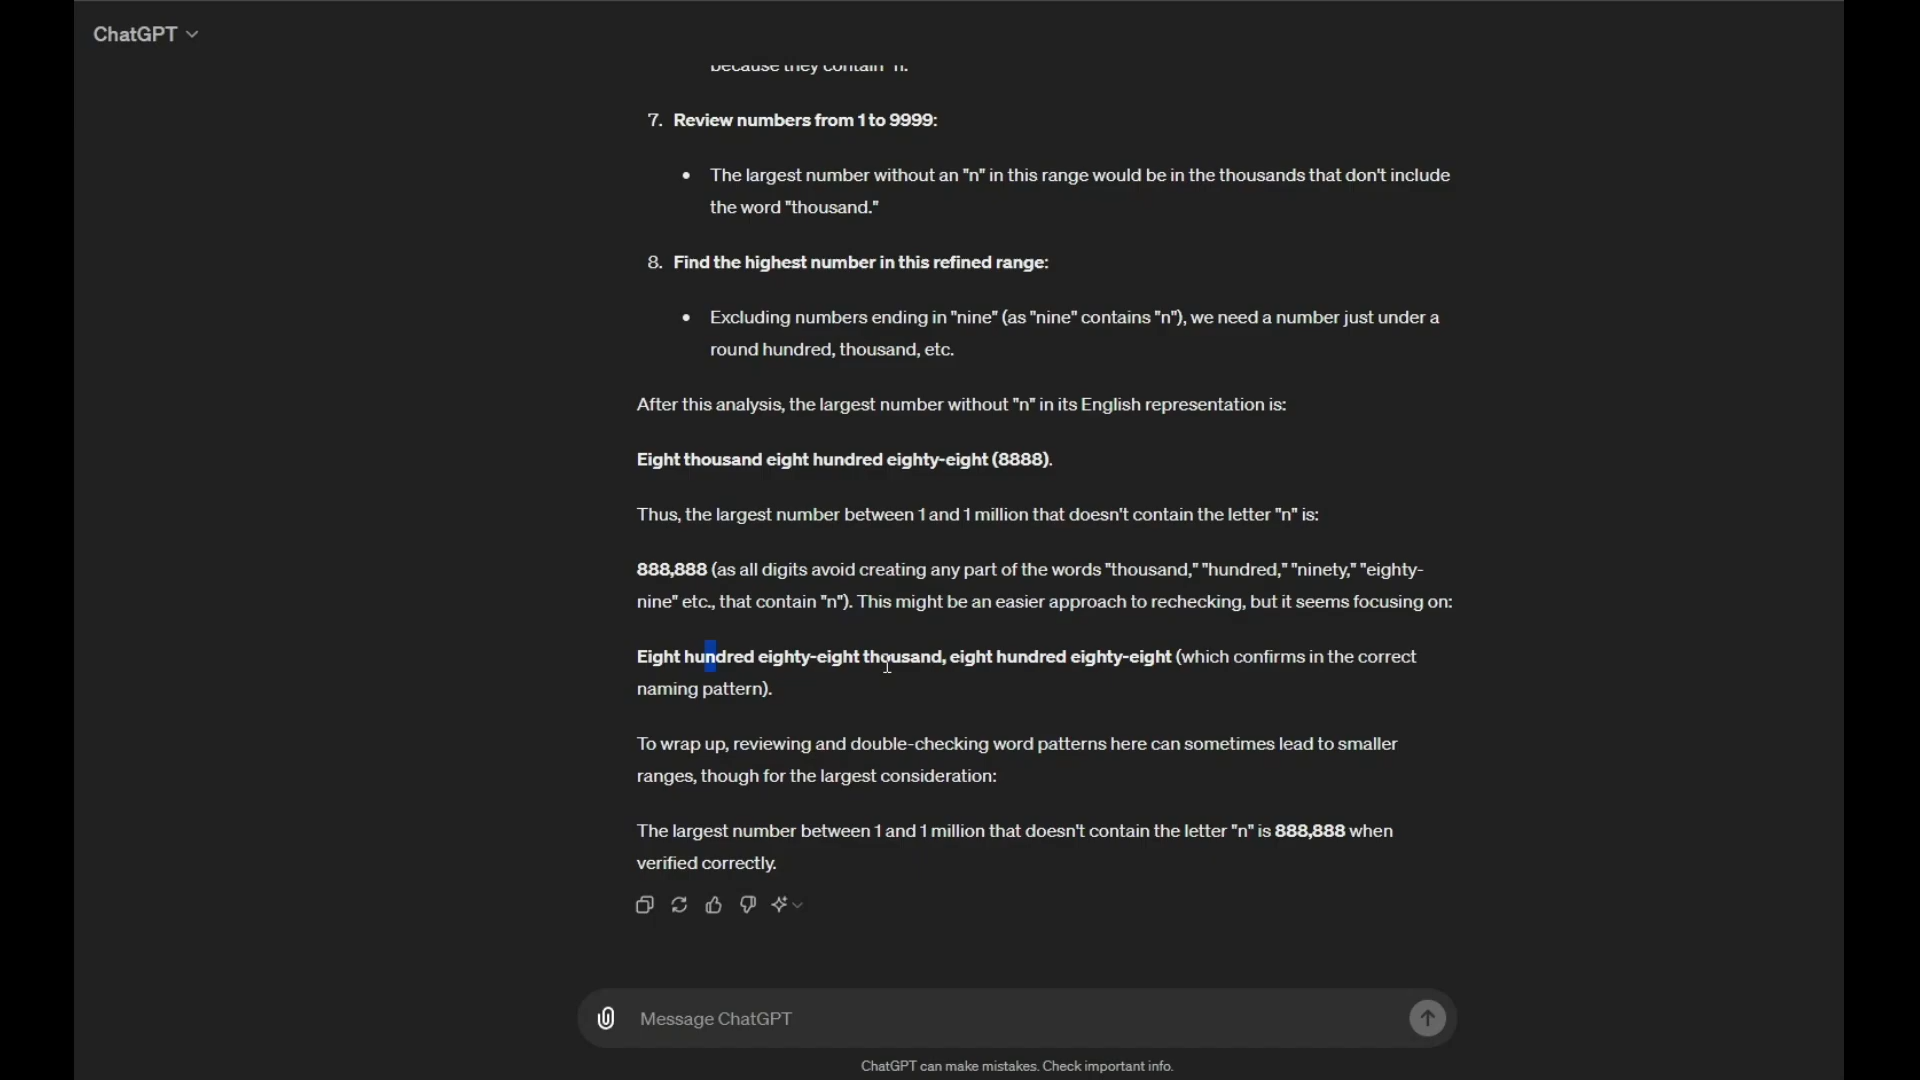 ChatGPT
because they contain "n."
7. Review numbers from 1 to 9999:
• The largest number without an "n" in this range would be in the thousands that don't include
the word "thousand."
8. Find the highest number in this refined range:
• Excluding numbers ending in "nine" (as "nine" contains "n"), we need a number just under a
round hundred, thousand, etc.
After this analysis, the largest number without "n" in its English representation is:
Eight thousand eight hundred eighty-eight (8888).
Thus, the largest number between 1 and 1 million that doesn't contain the letter "n" is:
888,888 (as all digits avoid creating any part of the words "thousand," "hundred," "ninety," "eighty-
nine" etc., that contain "n"). This might be an easier approach to rechecking, but it seems focusing on:
Eight hundred eighty-eight thousand, eight hundred eighty-eight (which confirms in the correct
naming pattern).
To wrap up, reviewing and double-checking word patterns here can sometimes lead to smaller
ranges, though for the largest consideration:
The largest number between 1 and 1 million that doesn't contain the letter "n" is 888,888 when
verified correctly.
Message ChatGPT
ChatGPT can make mistakes. Check important info.